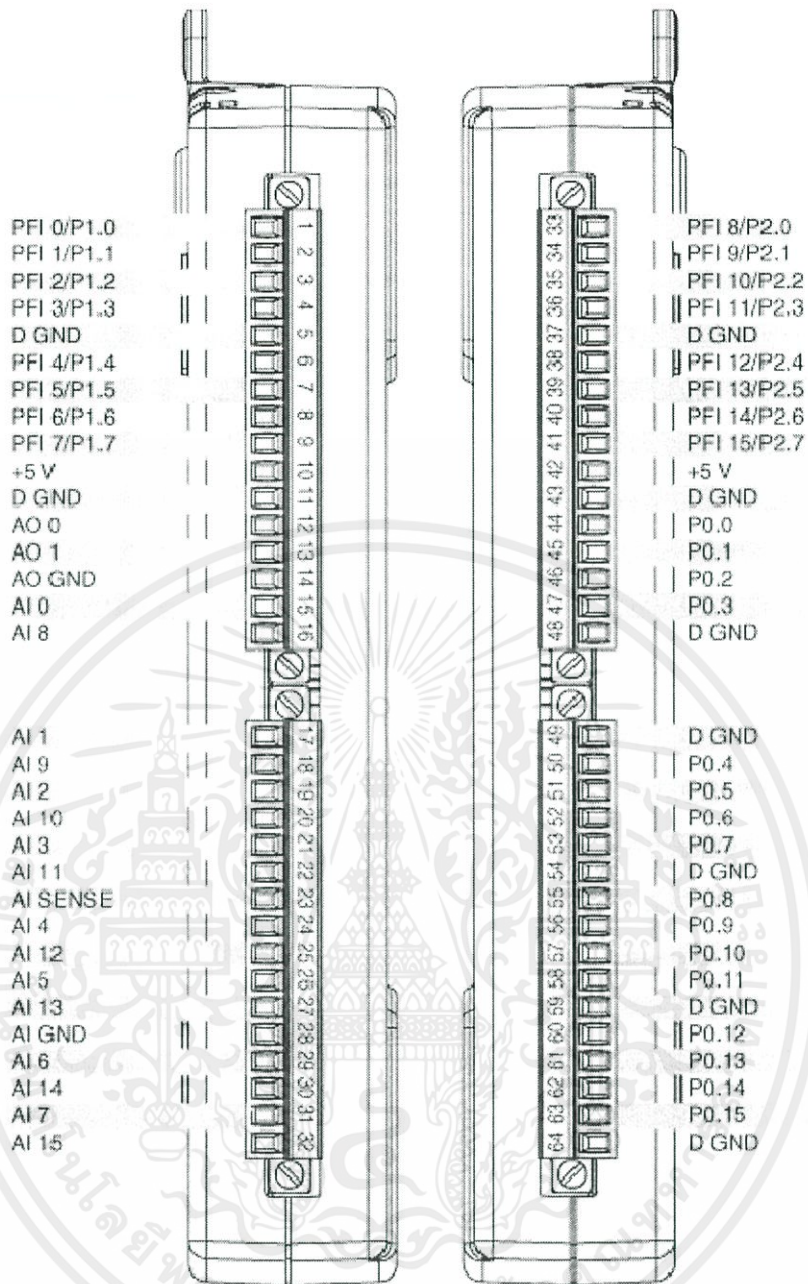 PFI 0/P1.0 1
PFI 1/P1.1 2
PFI 2/P1.2 3
PFI 3/P1.3 4
D GND 5
PFI 4/P1.4 6
PFI 5/P1.5 7
PFI 6/P1.6 8
PFI 7/P1.7 9
+5 V 10
D GND 11
AO 0 12
AO 1 13
AO GND 14
AI 0 15
AI 8 16
AI 1 17
AI 9 18
AI 2 19
AI 10 20
AI 3 21
AI 11 22
AI SENSE 23
AI 4 24
AI 12 25
AI 5 26
AI 13 27
AI GND 28
AI 6 29
AI 14 30
AI 7 31
AI 15 32
33 PFI 8/P2.0
34 PFI 9/P2.1
35 PFI 10/P2.2
36 PFI 11/P2.3
37 D GND
38 PFI 12/P2.4
39 PFI 13/P2.5
40 PFI 14/P2.6
41 PFI 15/P2.7
42 +5 V
43 D GND
44 P0.0
45 P0.1
46 P0.2
47 P0.3
48 D GND
49 D GND
50 P0.4
51 P0.5
52 P0.6
53 P0.7
54 D GND
55 P0.8
56 P0.9
57 P0.10
58 P0.11
59 D GND
60 P0.12
61 P0.13
62 P0.14
63 P0.15
64 D GND